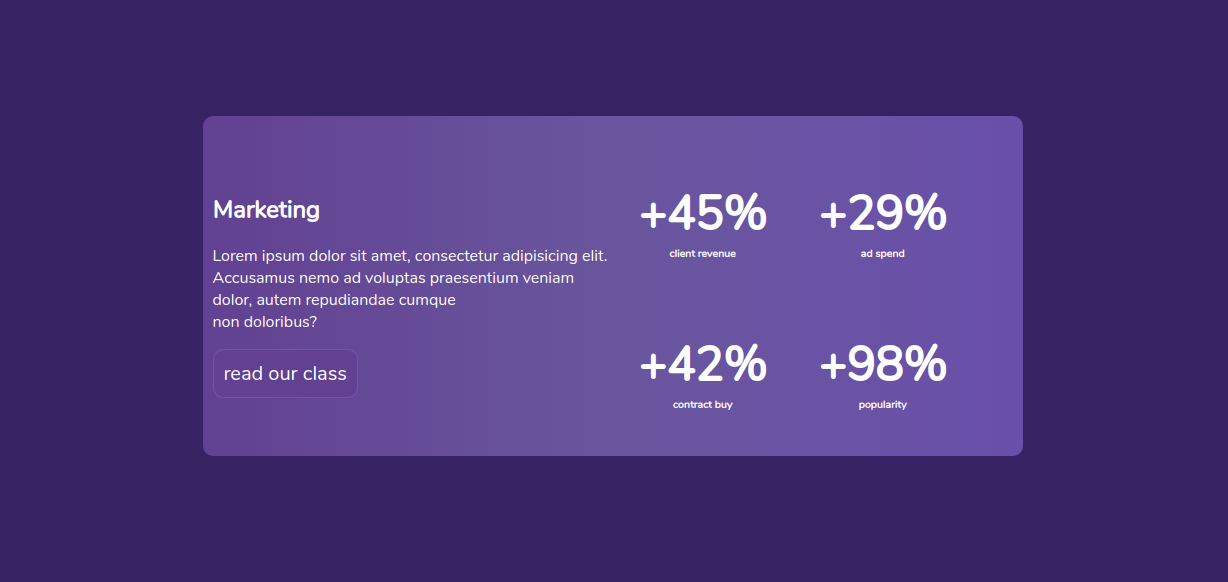 Marketing
Lorem ipsum dolor sit amet, consectetur adipisicing elit.
Accusamus nemo ad voluptas praesentium veniam
dolor, autem repudiandae cumque
non doloribus?
read our class
+45%
client revenue
+29%
ad spend
+42%
contract buy
+98%
popularity